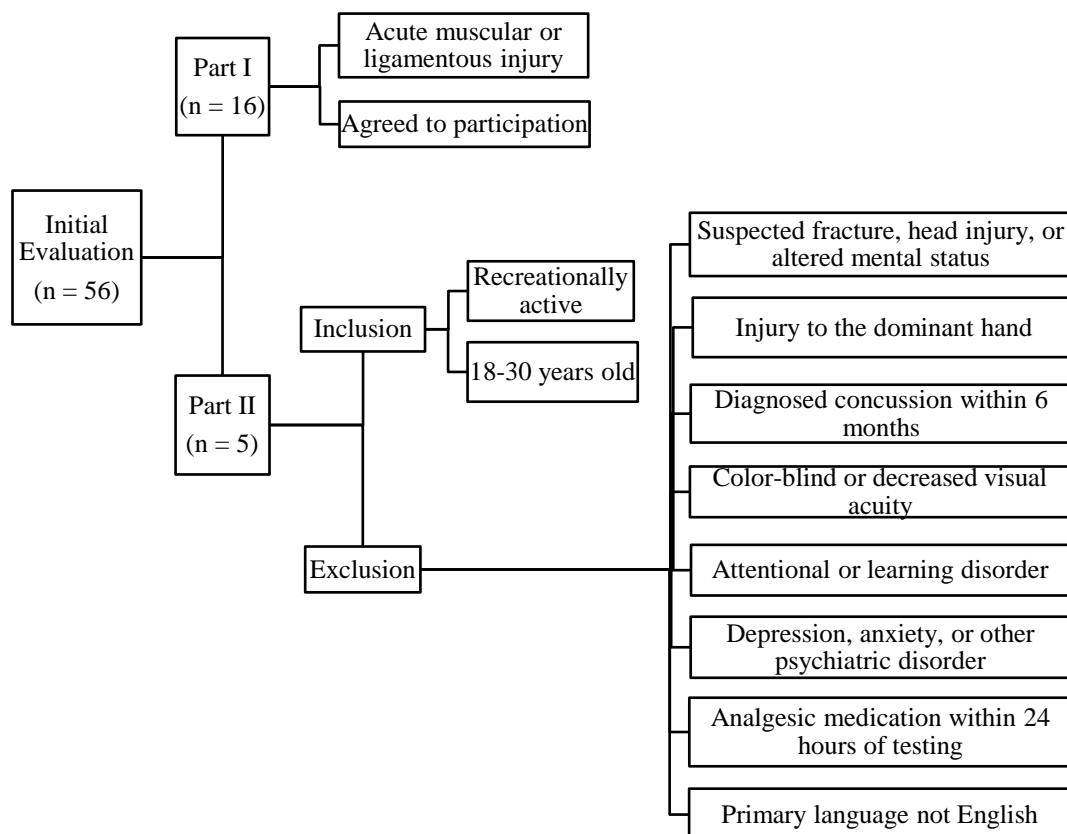 Acute muscular or
ligamentous injury
Part I
(n = 16)
Agreed to participation
Initial
Evaluation
(n = 56)
Suspected fracture, head injury, or
altered mental status
Recreationally
active
Inclusion
Injury to the dominant hand
18-30 years old
Part II
(n = 5)
Diagnosed concussion within 6
months
Color-blind or decreased visual
acuity
Exclusion
Attentional or learning disorder
Depression, anxiety, or other
psychiatric disorder
Analgesic medication within 24
hours of testing
Primary language not English